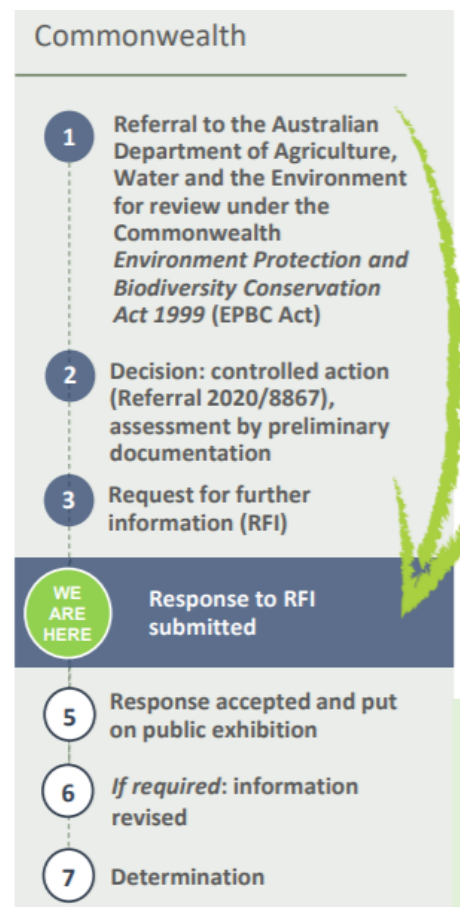 Commonwealth
1
Referral to the Australian
Department of Agriculture,
Water and the Environment
for review under the
Commonwealth
Environment Protection and
Biodiversity Conservation
Act 1999 (EPBC Act)
2
Decision: controlled action
(Referral 2020/8867),
assessment by preliminary
documentation
3
Request for further
information (RFI)
WE
ARE
HERE
Response to RFI
submitted
5
Response accepted and put
on public exhibition
6
If required: information
revised
7
Determination